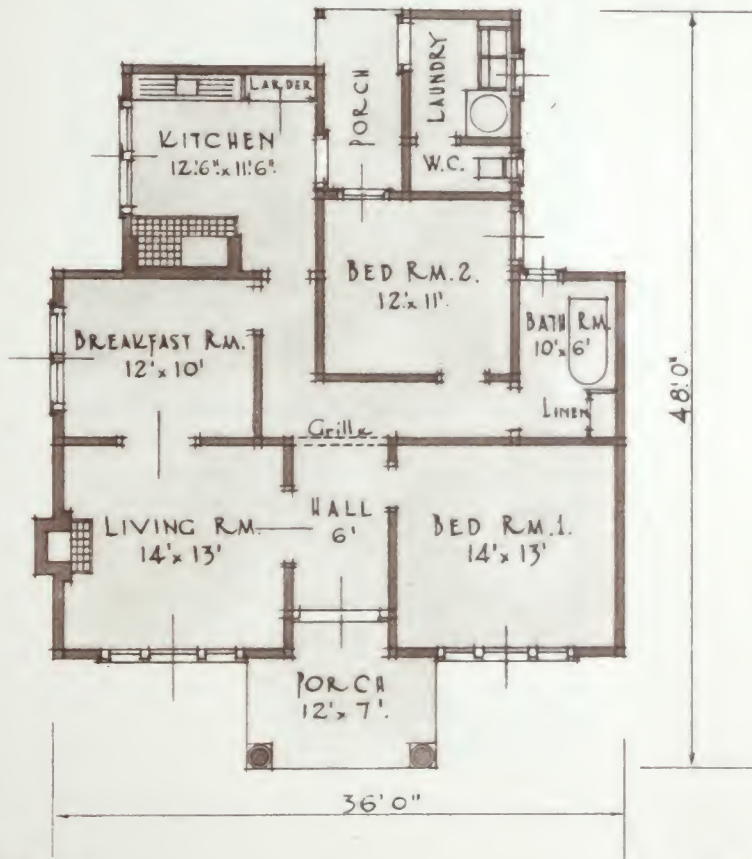 LARDER
KITCHEN
12'.6" x 11'.6"
PORCH
LAUNDRY
W.C.
BED RM. 2.
12' x 11'.
BREAKFAST RM.
12' x 10'
BATH RM.
10' x 6'
LINEN
Grille
LIVING RM.
14' x 13'
HALL
6'
BED RM. 1.
14' x 13'
PORCH
12' x 7'.
48'.0"
36'0"